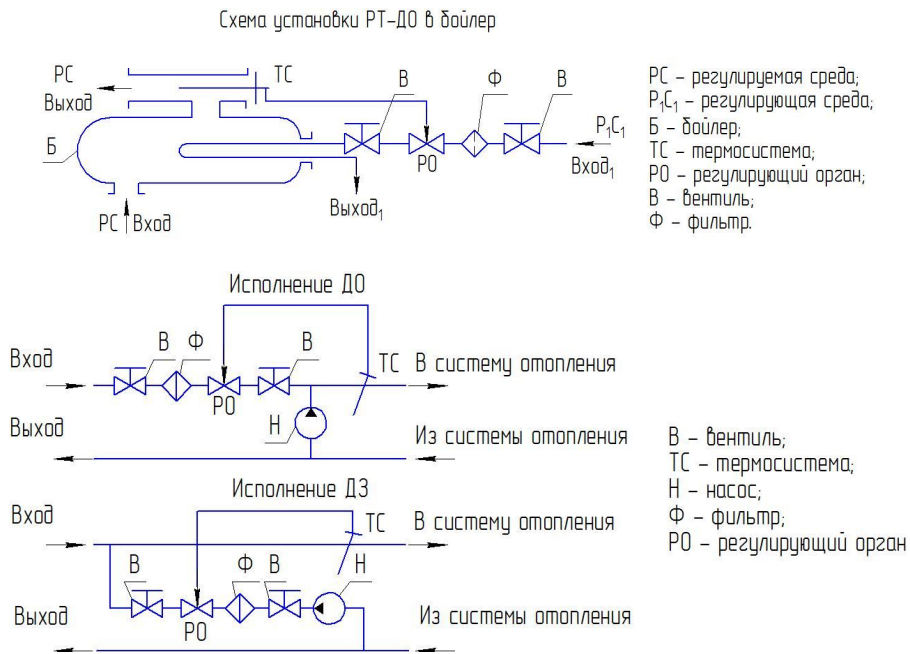 Схема установки РТ-ДО в бойлер
РС
Выход
ТС
В
Ф
В
Р₁С₁
Вход₁
Б
РО
Выход₁
РС Вход
РС – регулируемая среда;
Р₁С₁ – регулирующая среда;
Б – бойлер;
ТС – термосистема;
РО – регулирующий орган;
В – вентиль;
Ф – фильтр.
Исполнение ДО
Вход
В
Ф
В
ТС
В систему отопления
РО
Н
Выход
Из системы отопления
Исполнение ДЗ
Вход
ТС
В систему отопления
В
Ф
В
Н
РО
Выход
Из системы отопления
В – вентиль;
ТС – термосистема;
Н – насос;
Ф – фильтр;
РО – регулирующий орган